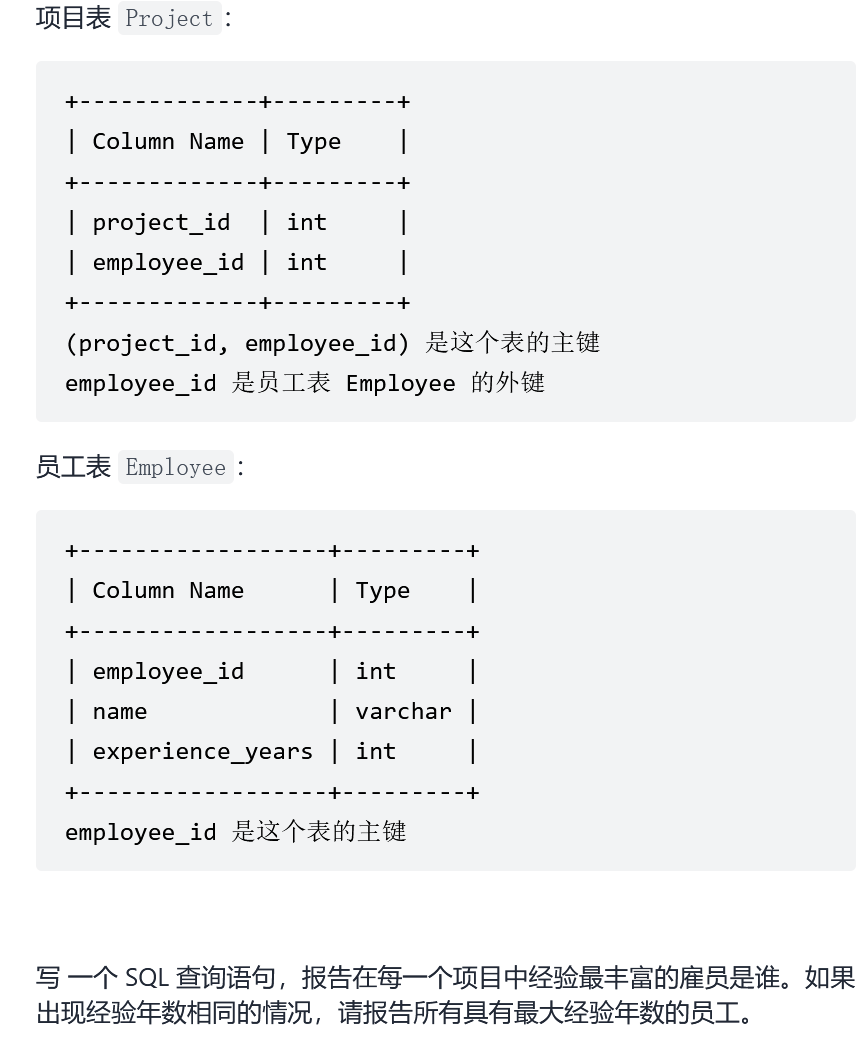 项目表 Project：
+-------------+---------+
| Column Name | Type    |
+-------------+---------+
| project_id  | int     |
| employee_id | int     |
+-------------+---------+
(project_id, employee_id) 是这个表的主键
employee_id 是员工表 Employee 的外键
员工表 Employee：
+------------------+---------+
| Column Name      | Type    |
+------------------+---------+
| employee_id      | int     |
| name             | varchar |
| experience_years | int     |
+------------------+---------+
employee_id 是这个表的主键
写 一个 SQL 查询语句，报告在每一个项目中经验最丰富的雇员是谁。如果
出现经验年数相同的情况，请报告所有具有最大经验年数的员工。